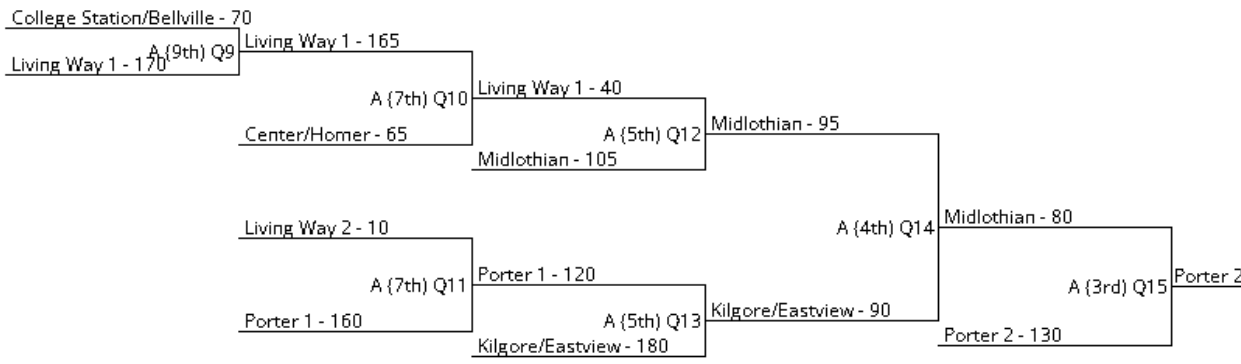 College Station/Bellville - 70
A (9th) Q9
Living Way 1 - 170
Living Way 1 - 165
A (7th) Q10
Center/Homer - 65
Living Way 1 - 40
A (5th) Q12
Midlothian - 105
Midlothian - 95
Living Way 2 - 10
A (7th) Q11
Porter 1 - 160
Porter 1 - 120
A (5th) Q13
Kilgore/Eastview - 180
Kilgore/Eastview - 90
A (4th) Q14
Midlothian - 80
A (3rd) Q15
Porter 2 - 130
Porter 2